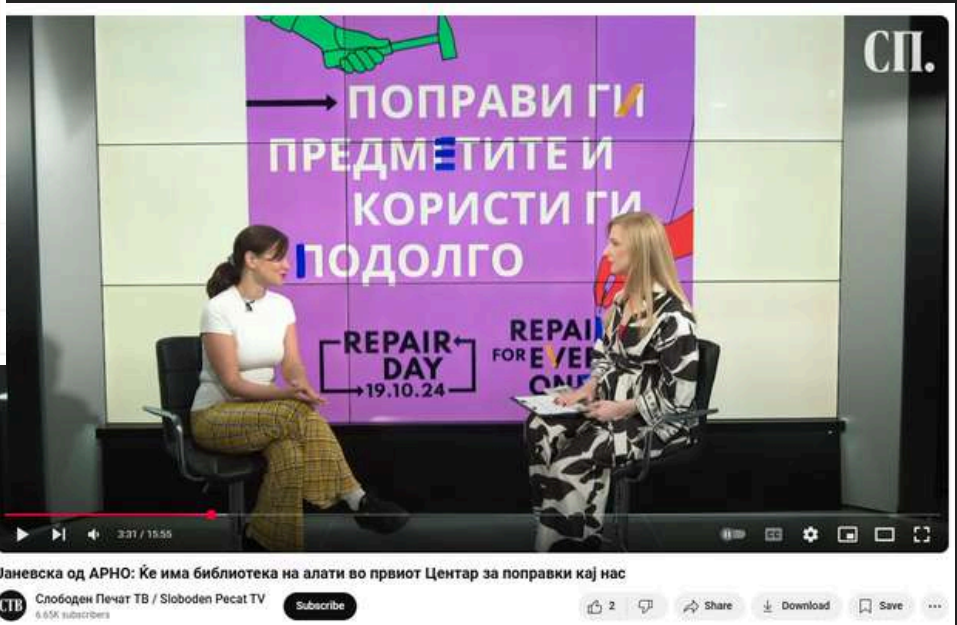 СП.
ПОПРАВИ ГИ
ПРЕДМЕТИТЕ И
КОРИСТИ ГИ
ПОДОЛГО
REPAIR
DAY
19.10.24
REPAI
FOR EVE
ONE
3:31 / 15:55
Јаневска од АРНО: Ќе има библиотека на алати во првиот Центар за поправки кај нас
СТВ
Слободен Печат ТВ / Sloboden Pecat TV
6.65K subscribers
Subscribe
2
Share
Download
Save